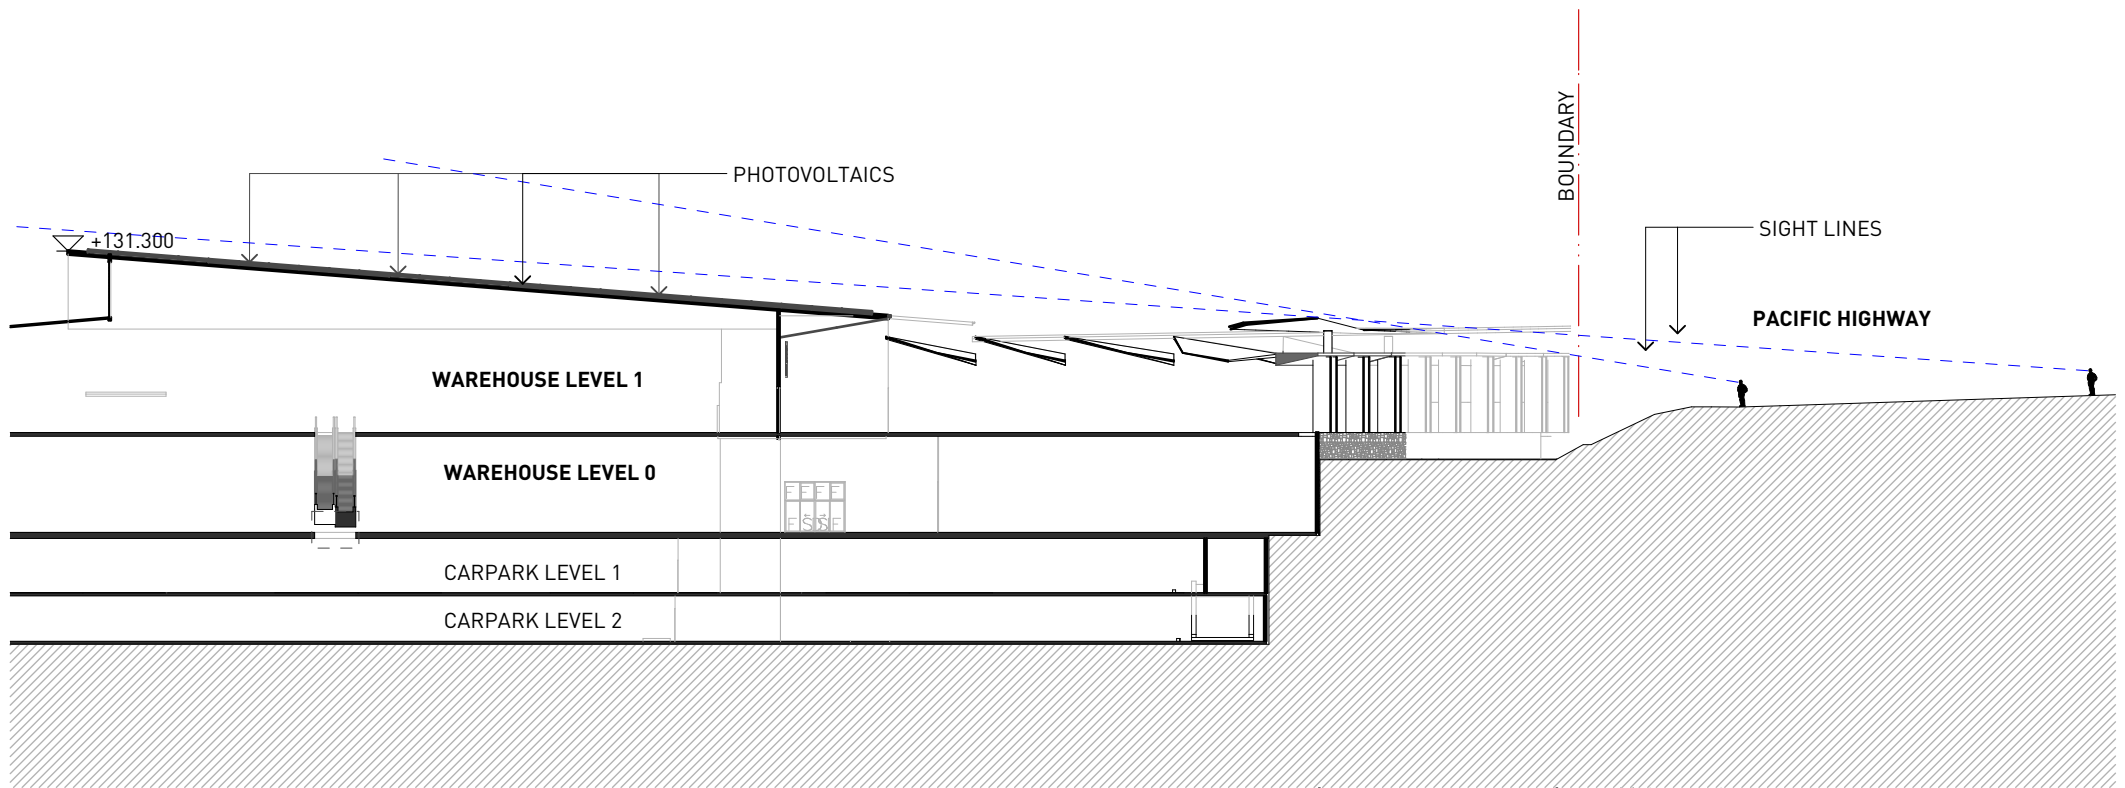 BOUNDARY
PHOTOVOLTAICS
SIGHT LINES
+131.300
PACIFIC HIGHWAY
WAREHOUSE LEVEL 1
WAREHOUSE LEVEL 0
F F F F
F S S F
CARPARK LEVEL 1
CARPARK LEVEL 2